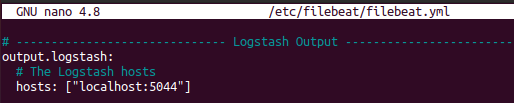 GNU nano 4.8 /etc/filebeat/filebeat.yml
# ------------------------------ Logstash Output -------------------------
output.logstash:
# The Logstash hosts
hosts: ["localhost:5044"]